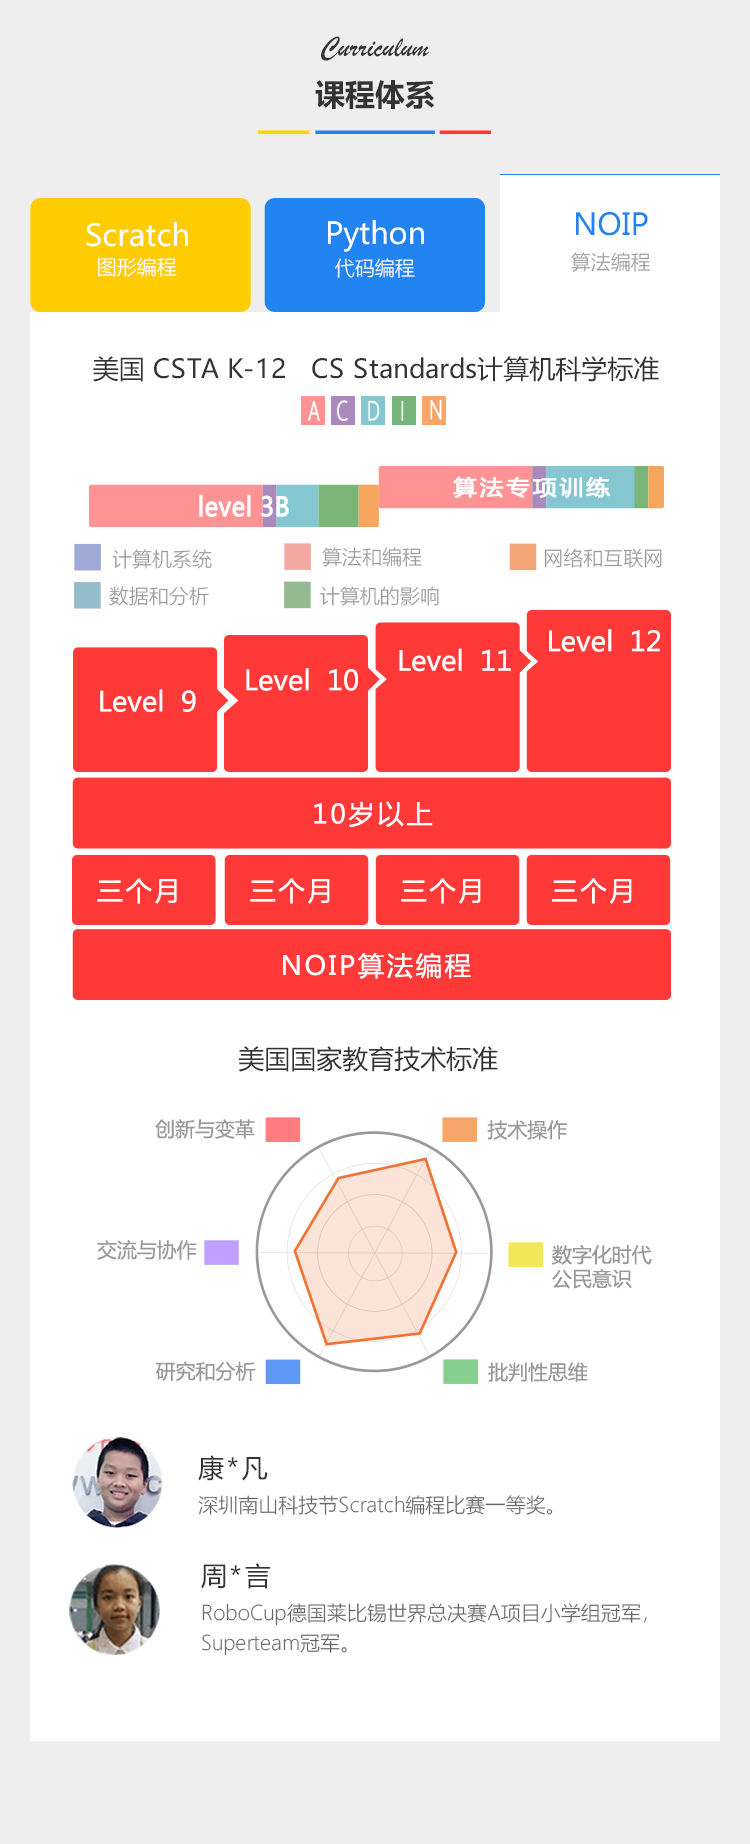 Curriculum
课程体系
Scratch
图形编程
Python
代码编程
NOIP
算法编程
美国 CSTA K-12 CS Standards计算机科学标准
A C D I N
level 3B
算法专项训练
计算机系统
算法和编程
网络和互联网
数据和分析
计算机的影响
Level 9
Level 10
Level 11
Level 12
10岁以上
三个月
三个月
三个月
三个月
NOIP算法编程
美国国家教育技术标准
创新与变革
技术操作
交流与协作
数字化时代
公民意识
研究和分析
批判性思维
康*凡
深圳南山科技节Scratch编程比赛一等奖。
周*言
RoboCup德国莱比锡世界总决赛A项目小学组冠军，
Superteam冠军。